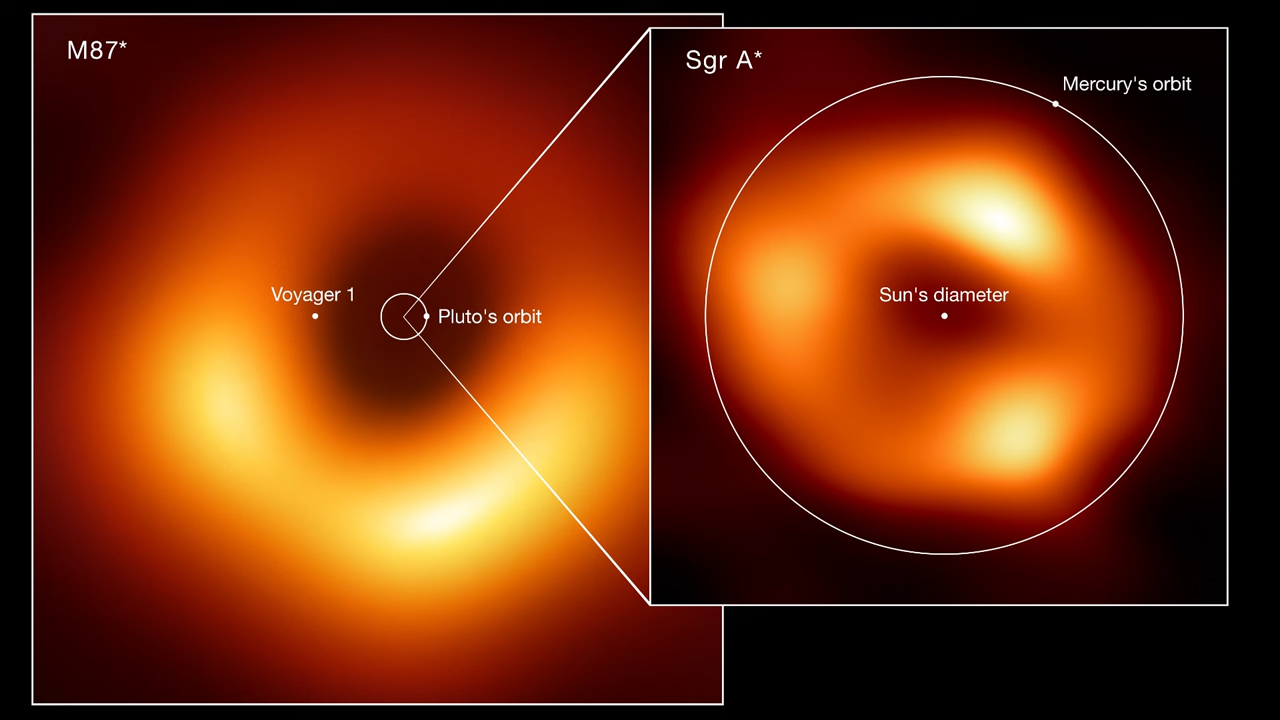 M87*
Voyager 1
Pluto's orbit
Sgr A*
Mercury's orbit
Sun's diameter